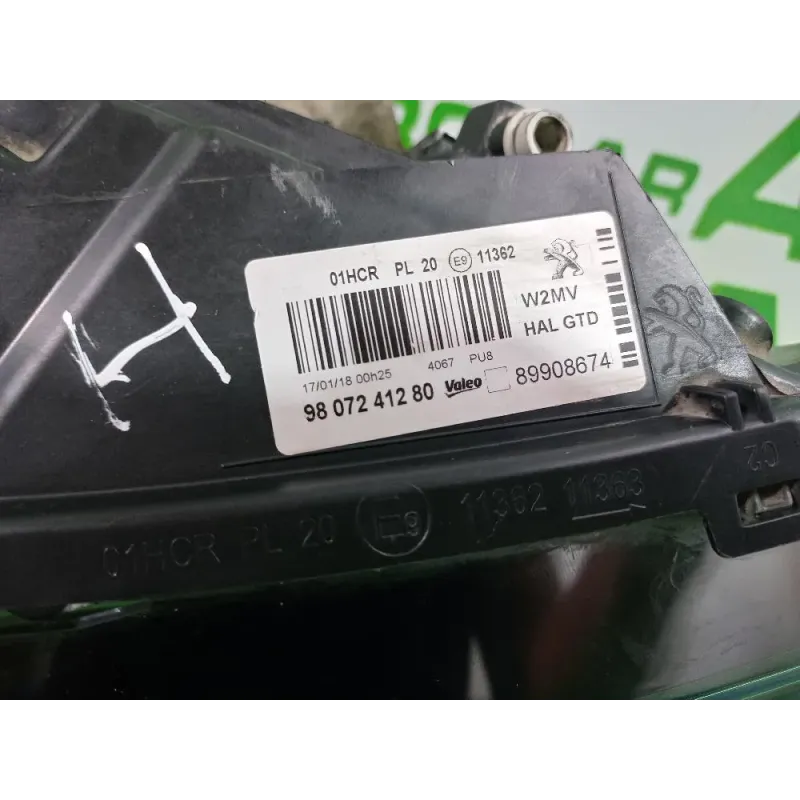 01HCR PL 20 E9 11362
W2MV
HAL GTD
17/01/18 00h25 4067 PU8
98 072 412 80 Valeo 89908674
H
C2
01HCR PL 20 E9 11362 11363